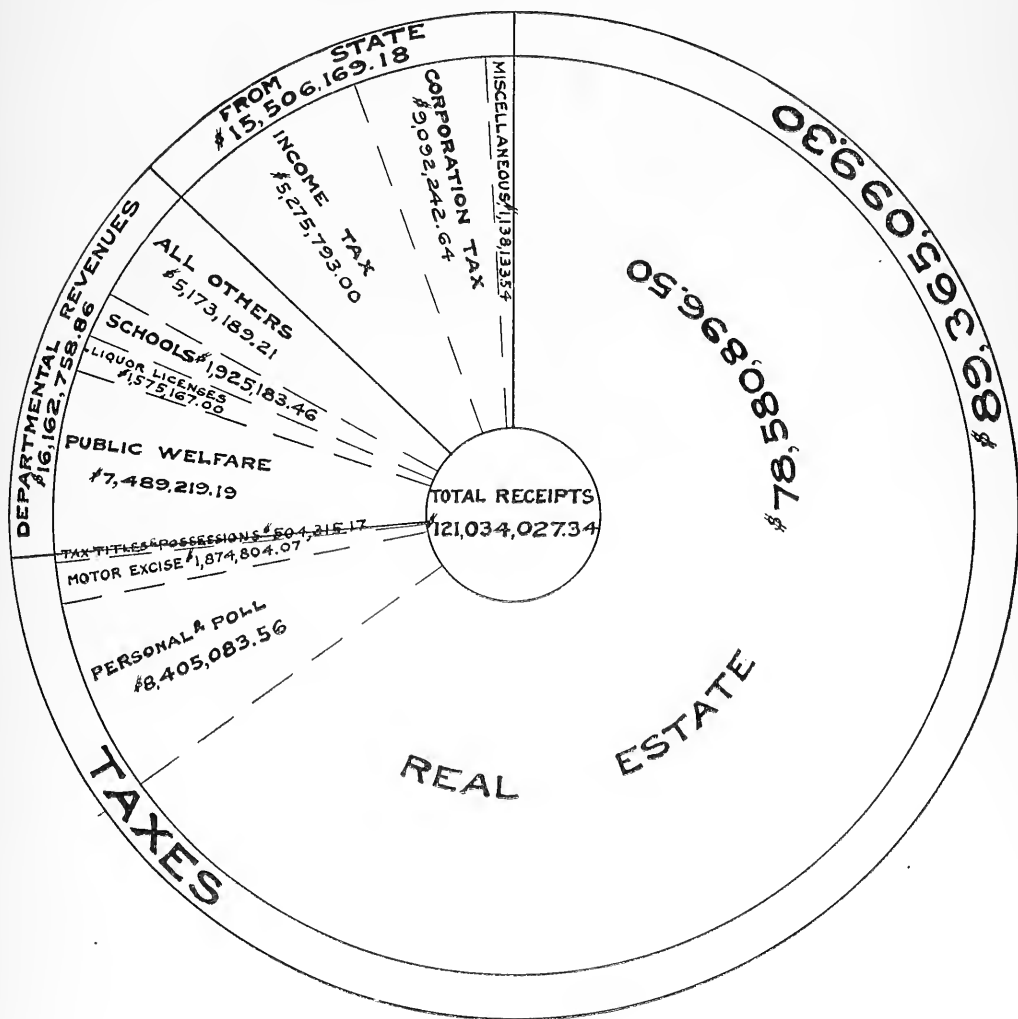 FROM STATE
$15,506,169.18
MISCELLANEOUS $1,138,133.54
CORPORATION TAX
$9,092,242.64
INCOME TAX
$5,275,793.00
DEPARTMENTAL REVENUES
$16,162,758.86
ALL OTHERS
$5,173,189.21
SCHOOLS $1,925,183.46
LIQUOR LICENSES
$1,575,167.00
PUBLIC WELFARE
$7,489,219.19
TAX TITLES & POSSESSIONS $504,315.17
MOTOR EXCISE $1,874,804.07
PERSONAL & POLL
$8,405,083.56
TOTAL RECEIPTS
$121,034,027.34
TAXES
$89,365,099.30
REAL ESTATE
$78,580,896.50